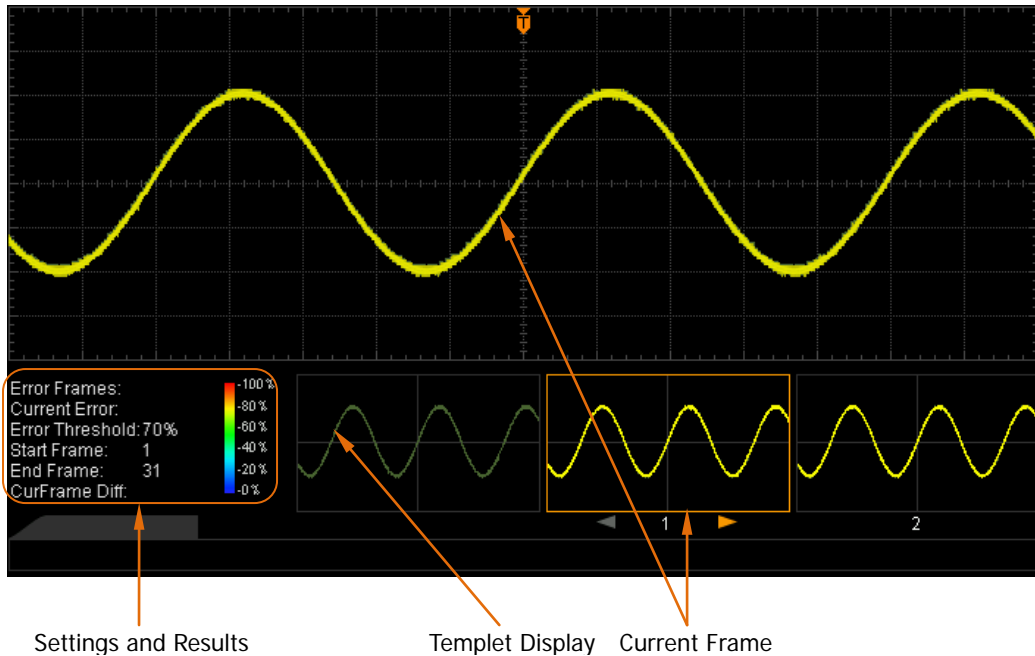 T
Error Frames:
Current Error:
Error Threshold:70%
Start Frame: 1
End Frame: 31
CurFrame Diff:
-100%
-80%
-60%
-40%
-20%
-0%
1
2
Settings and Results
Templet Display
Current Frame